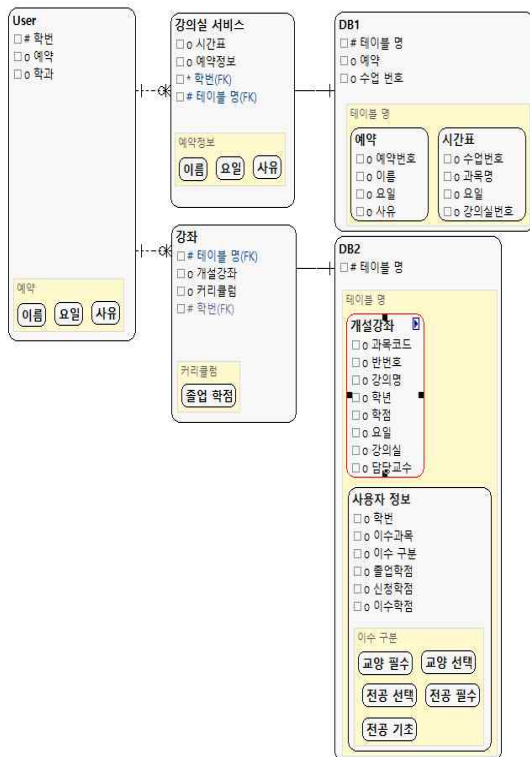 User
# 학번
o 예약
o 학과
예약
이름 요일 사유
강의실 서비스
o 시간표
o 예약정보
* 학번(FK)
# 테이블 명(FK)
예약정보
이름 요일 사유
강좌
# 테이블 명(FK)
o 개설강좌
o 커리큘럼
# 학번(FK)
커리큘럼
졸업 학점
DB1
# 테이블 명
o 예약
o 수업 번호
테이블 명
예약
o 예약번호
o 이름
o 요일
o 사유
시간표
o 수업번호
o 과목명
o 요일
o 강의실번호
DB2
# 테이블 명
테이블 명
개설강좌
o 과목코드
o 반번호
o 강의명
o 학년
o 학점
o 요일
o 강의실
o 담당교수
사용자 정보
o 학번
o 이수과목
o 이수 구분
o 졸업학점
o 신청학점
o 이수학점
이수 구분
교양 필수 교양 선택
전공 선택 전공 필수
전공 기초